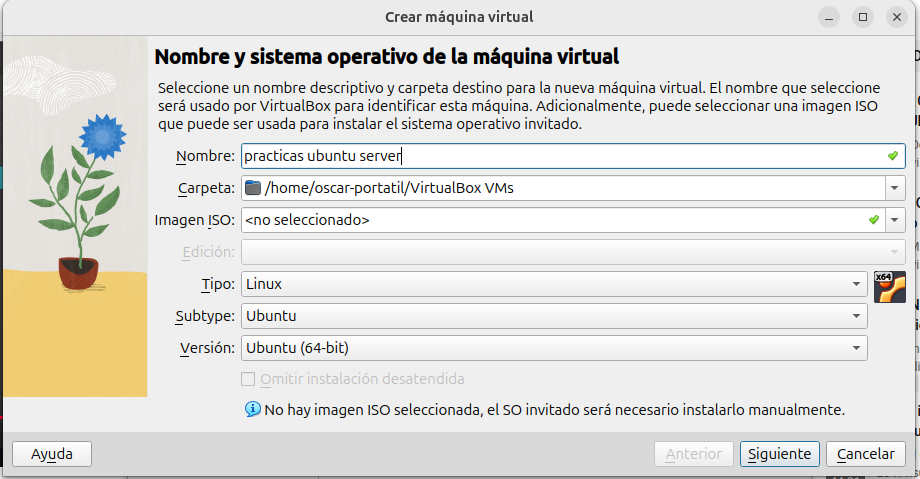 Crear máquina virtual
Nombre y sistema operativo de la máquina virtual
Seleccione un nombre descriptivo y carpeta destino para la nueva máquina virtual. El nombre que seleccione
será usado por VirtualBox para identificar esta máquina. Adicionalmente, puede seleccionar una imagen ISO
que puede ser usada para instalar el sistema operativo invitado.
Nombre: practicas ubuntu server
Carpeta: /home/oscar-portatil/VirtualBox VMs
Imagen ISO: <no seleccionado>
Edición:
Tipo: Linux
x64
Subtype: Ubuntu
Versión: Ubuntu (64-bit)
Omitir instalación desatendida
No hay imagen ISO seleccionada, el SO invitado será necesario instalarlo manualmente.
Ayuda Anterior Siguiente Cancelar